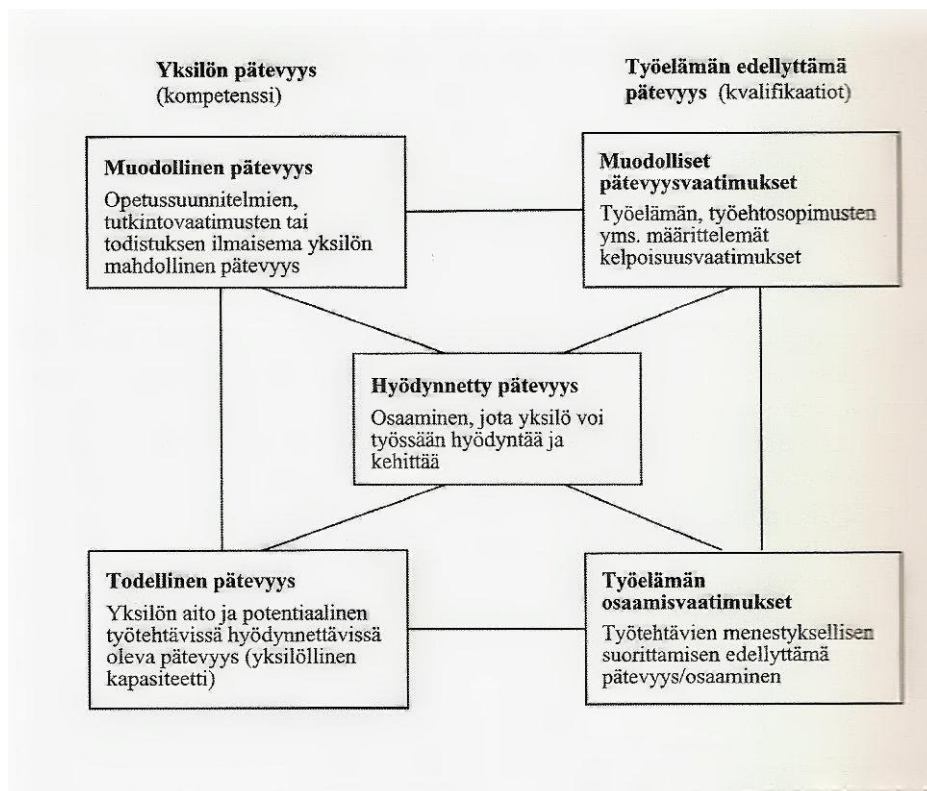 Yksilön pätevyys
(kompetenssi)
Työelämän edellyttämä
pätevyys (kvalifikaatiot)
Muodollinen pätevyys
Opetussuunnitelmien,
tutkintovaatimusten tai
todistuksen ilmaisema yksilön
mahdollinen pätevyys
Muodolliset
pätevyysvaatimukset
Työelämän, työehtosopimusten
yms. määrittelemät
kelpoisuusvaatimukset
Hyödynnetty pätevyys
Osaaminen, jota yksilö voi
työssään hyödyntää ja
kehittää
Todellinen pätevyys
Yksilön aito ja potentiaalinen
työtehtävissä hyödynnettävissä
oleva pätevyys (yksilöllinen
kapasiteetti)
Työelämän
osaamisvaatimukset
Työtehtävien menestyksellisen
suorittamisen edellyttämä
pätevyys/osaaminen